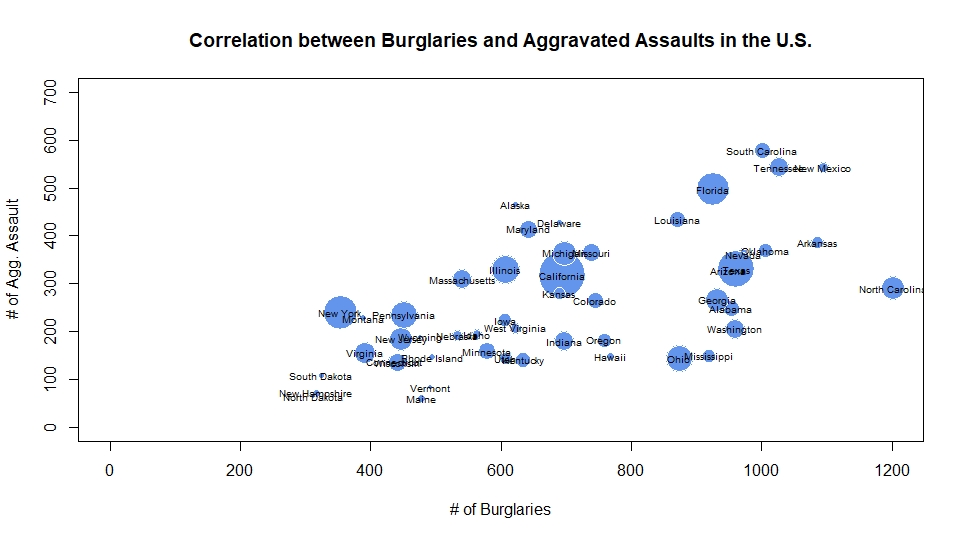 Correlation between Burglaries and Aggravated Assaults in the U.S.
# of Agg. Assault
700
600
500
400
300
200
100
0
South Carolina
Tennessee
New Mexico
Florida
Alaska
Louisiana
Delaware
Maryland
Arkansas
Michigan
Missouri
Oklahoma
Nevada
Illinois
Arizona
Texas
California
Massachusetts
North Carolina
Kansas
Colorado
Georgia
Alabama
New York
Pennsylvania
Montana
Iowa
West Virginia
Washington
New Jersey
Wyoming
Nebraska
Idaho
Indiana
Oregon
Virginia
Minnesota
Connecticut
Wisconsin
Rhode Island
Utah
Kentucky
Hawaii
Ohio
Mississippi
South Dakota
New Hampshire
North Dakota
Vermont
Maine
0
200
400
600
800
1000
1200
# of Burglaries